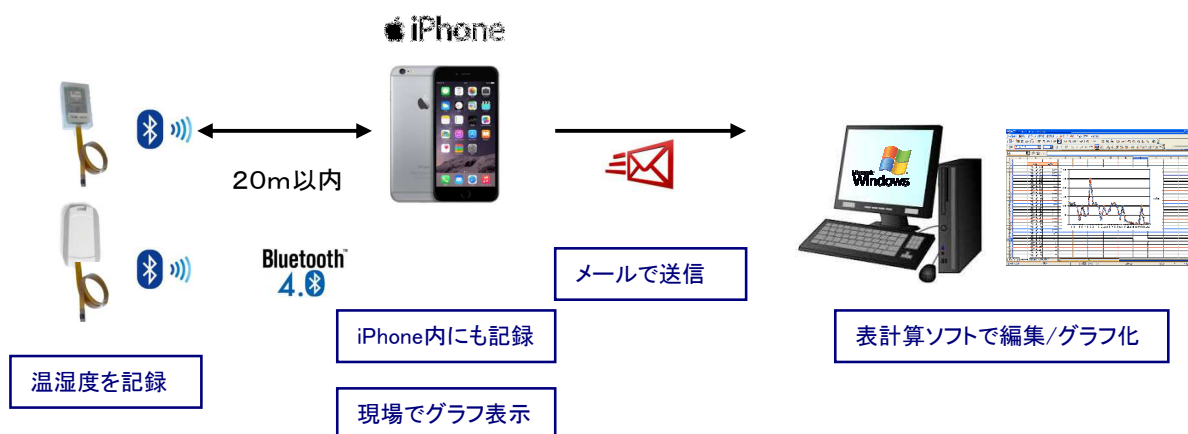 iPhone
20m以内
Bluetooth™
4.0
Microsoft
Windows
メールで送信
iPhone内にも記録
表計算ソフトで編集/グラフ化
温湿度を記録
現場でグラフ表示